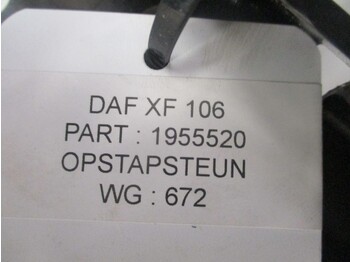 DAF XF 106
PART : 1955520
OPSTAPSTEUN
WG : 672